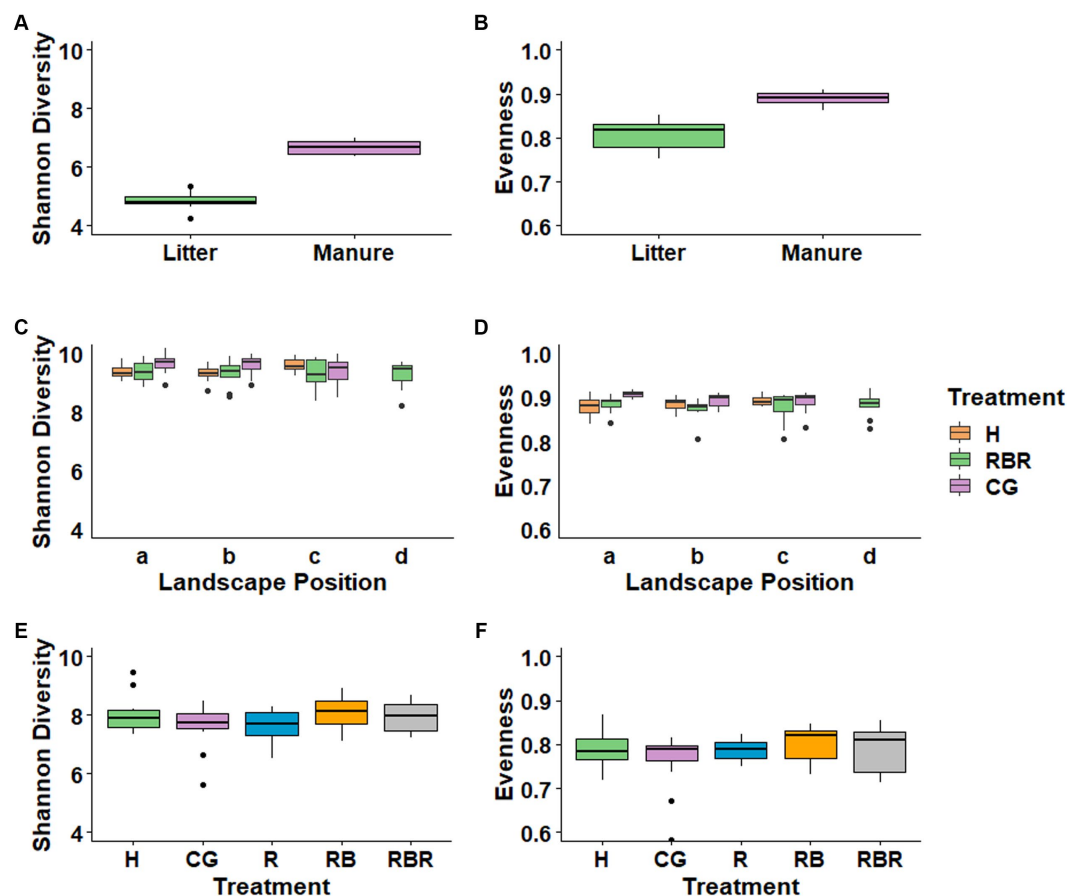 A
Shannon Diversity
10
8
6
4
Litter
Manure
B
Evenness
1.0
0.9
0.8
0.7
0.6
Litter
Manure
C
Shannon Diversity
10
8
6
4
a
b
c
d
Landscape Position
D
Evenness
1.0
0.9
0.8
0.7
0.6
a
b
c
d
Landscape Position
Treatment
H
RBR
CG
E
Shannon Diversity
10
8
6
4
H
CG
R
RB
RBR
Treatment
F
Evenness
1.0
0.9
0.8
0.7
0.6
H
CG
R
RB
RBR
Treatment